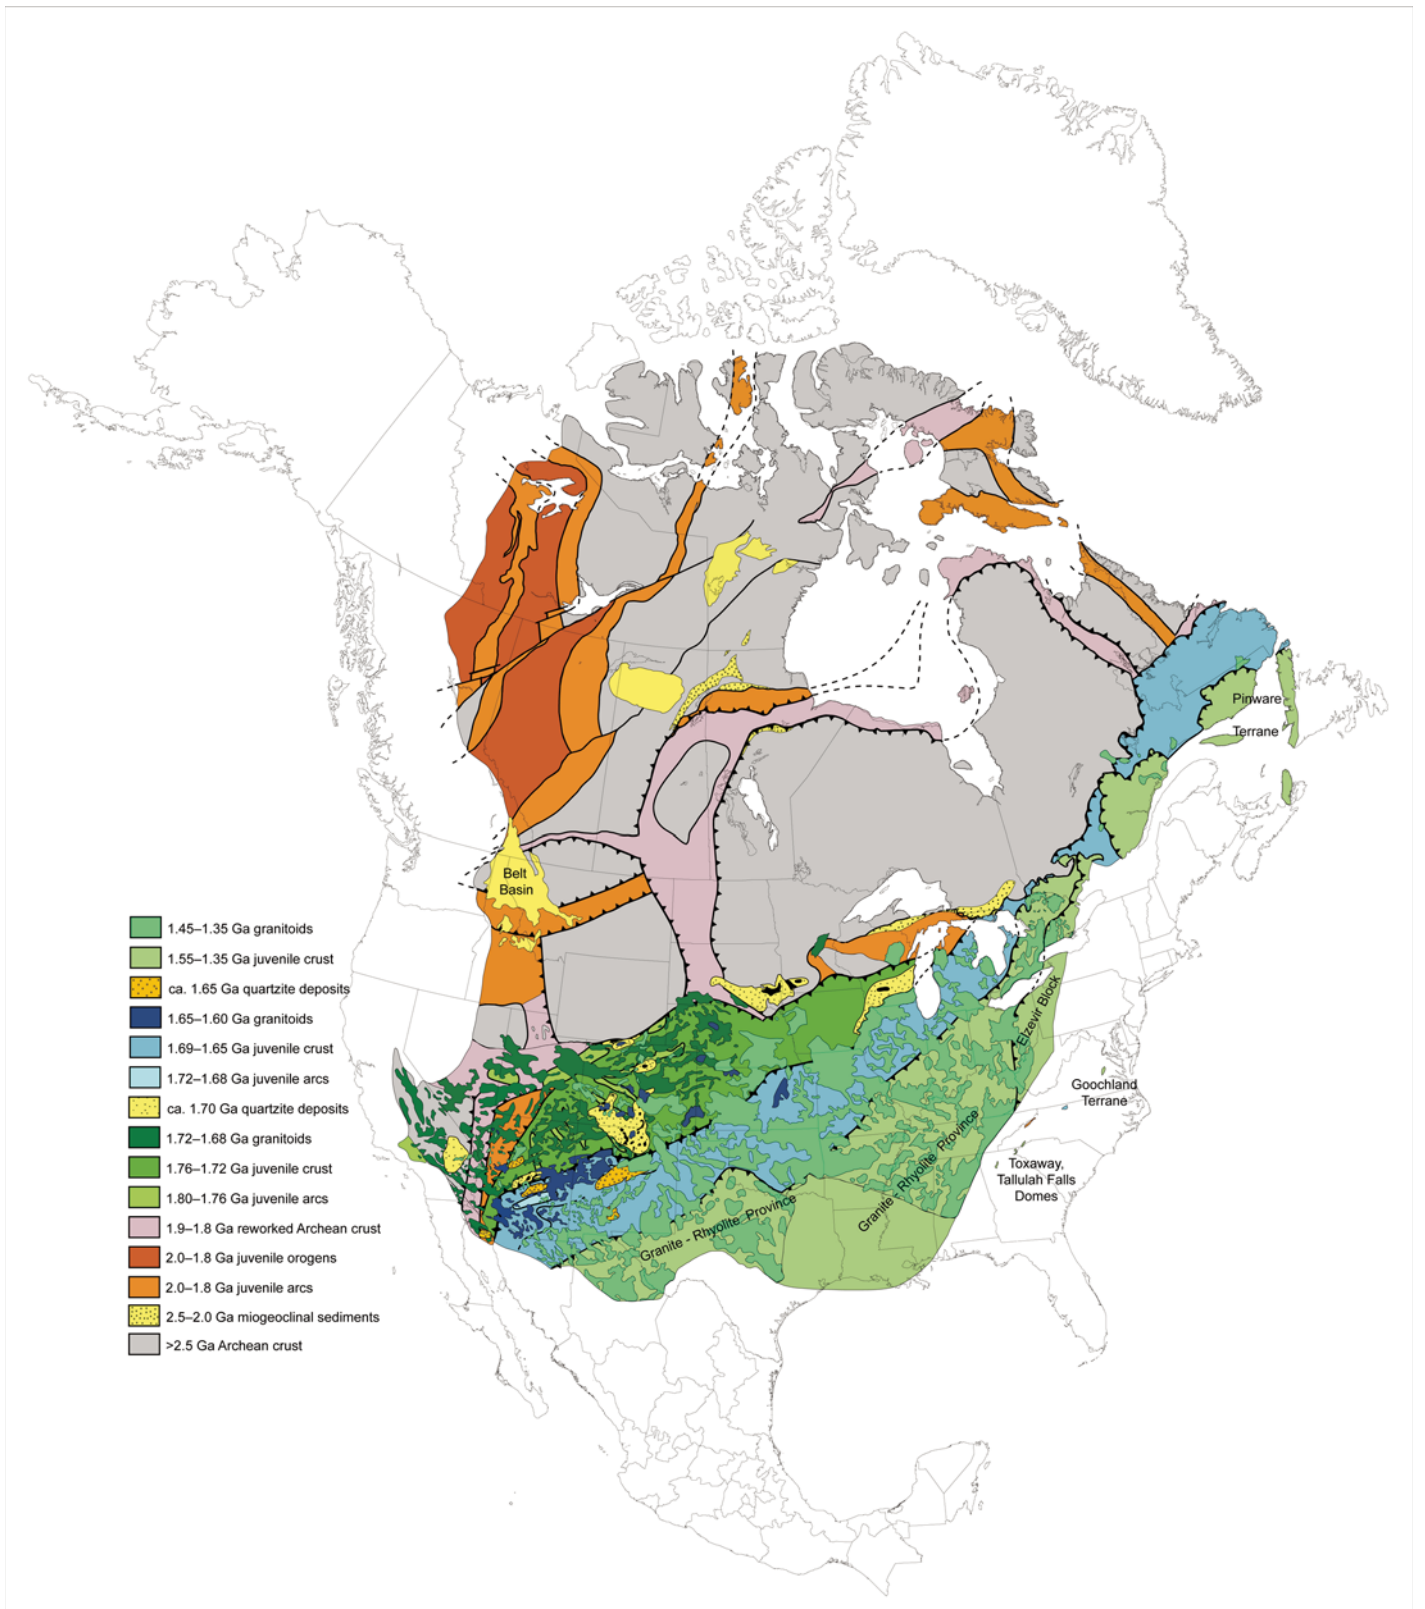 Pinware
Terrane
Belt
Basin
1.45–1.35 Ga granitoids
1.55–1.35 Ga juvenile crust
ca. 1.65 Ga quartzite deposits
1.65–1.60 Ga granitoids
1.69–1.65 Ga juvenile crust
1.72–1.68 Ga juvenile arcs
ca. 1.70 Ga quartzite deposits
1.72–1.68 Ga granitoids
1.76–1.72 Ga juvenile crust
1.80–1.76 Ga juvenile arcs
1.9–1.8 Ga reworked Archean crust
2.0–1.8 Ga juvenile orogens
2.0–1.8 Ga juvenile arcs
2.5–2.0 Ga miogeoclinal sediments
>2.5 Ga Archean crust
Elzevir Block
Goochland
Terrane
Toxaway,
Tallulah Falls
Domes
Granite - Rhyolite Province
Granite - Rhyolite Province